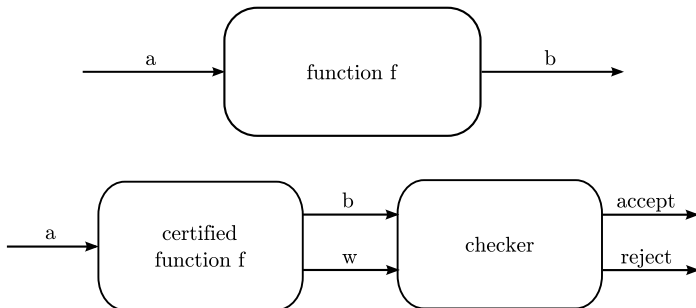 a
function f
b
a
certified
function f
b
w
checker
accept
reject